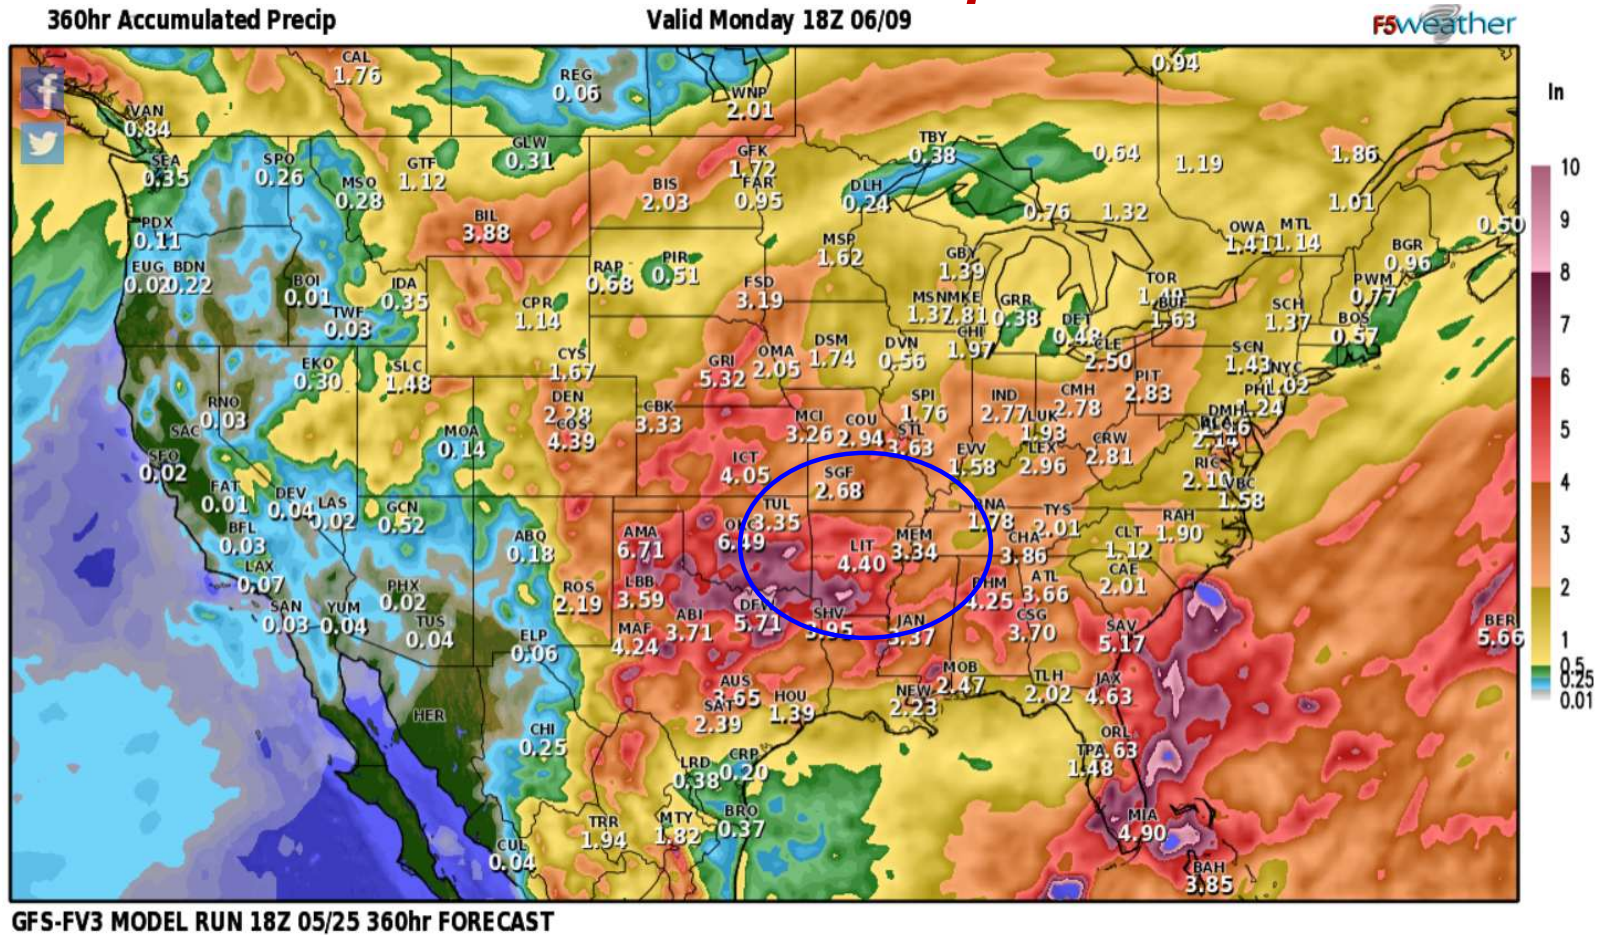 360hr Accumulated Precip
Valid Monday 18Z 06/09
F5weather
In
CAL
1.76
REG
0.06
WNP
2.01
0.94
VAN
0.84
SEA
0.35
SPO
0.26
MSO
0.28
GTF
1.12
GLW
0.31
GFK
1.72
BIS
2.03
FAR
0.95
TBY
0.38
DLH
0.24
0.64
1.19
1.86
1.01
0.76
1.32
0.50
PDX
0.11
BIL
3.88
MSP
1.62
OWA
1.41
MTL
1.14
BGR
0.96
EUG
0.02
BDN
0.22
BOI
0.01
IDA
0.35
TWF
0.03
RAP
0.68
PIR
0.51
FSD
3.19
GBY
1.39
MSN
1.37
MKE
GRR
0.38
DET
0.48
TOR
BUF
1.63
PWM
0.77
SCH
1.37
BOS
0.57
CPR
1.14
EKO
0.30
SLC
1.48
CYS
1.67
GRI
5.32
OMA
2.05
DSM
1.74
DVN
0.56
CHI
1.97
CLE
2.50
SCN
1.43
NYC
1.02
PHL
PIT
2.83
RNO
0.03
SAC
MOA
0.14
DEN
2.28
COS
4.39
CBK
3.33
MCI
3.26
COU
2.94
SPI
1.76
STL
3.63
IND
2.77
LUK
1.93
CMH
2.78
DMH
2.14
SFO
0.02
FAT
0.01
DEV
0.04
LAS
0.02
GCN
0.52
ICT
4.05
SGF
2.68
EVV
1.58
LEX
2.96
CRW
2.81
RIC
VBC
1.58
BFL
0.03
LAX
0.07
ABQ
0.18
AMA
6.71
OKC
6.49
TUL
3.35
LIT
4.40
MEM
3.34
BNA
1.78
TYS
2.01
CHA
3.86
CLT
1.12
RAH
1.90
SAN
0.03
YUM
0.04
PHX
0.02
TUS
0.04
ROS
2.19
LBB
3.59
ABI
3.71
DFW
5.71
SHV
3.95
JAN
3.37
BHM
4.25
ATL
3.66
CAE
2.01
CSG
3.70
SAV
5.17
BER
5.66
ELP
0.06
MAF
4.24
AUS
3.65
SAT
2.39
HOU
1.39
NEW
2.23
MOB
2.47
TLH
2.02
JAX
4.63
HER
CHI
0.25
LRD
0.38
CRP
0.20
ORL
TPA
1.48
BRO
0.37
TRR
1.94
MTY
1.82
MIA
4.90
CUL
0.04
BAH
3.85
10
9
8
7
6
5
4
3
2
1
0.5
0.25
0.01
GFS-FV3 MODEL RUN 18Z 05/25 360hr FORECAST